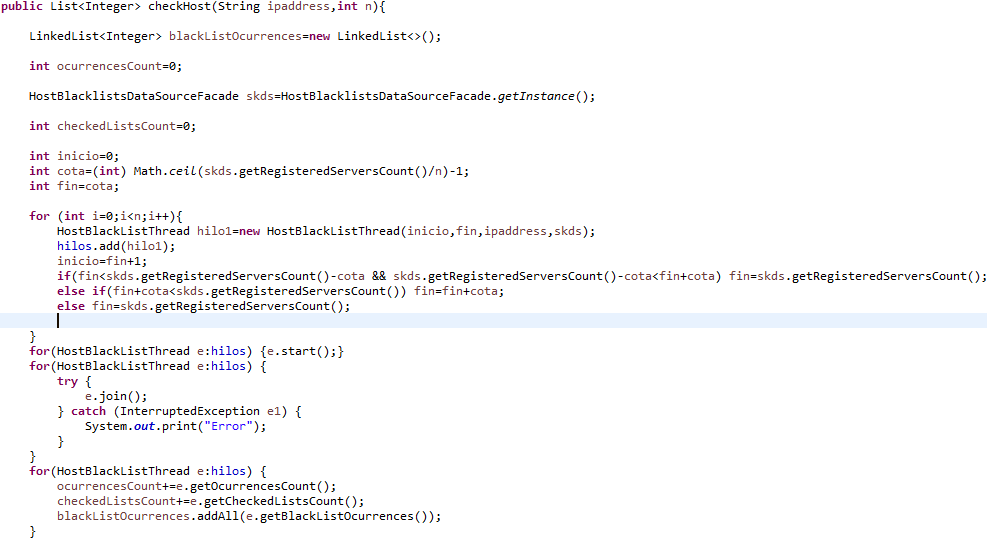 public List<Integer> checkHost(String ipaddress,int n){
LinkedList<Integer> blackListOcurrences=new LinkedList<>();
int ocurrencesCount=0;
HostBlacklistsDataSourceFacade skds=HostBlacklistsDataSourceFacade.getInstance();
int checkedListsCount=0;
int inicio=0;
int cota=(int) Math.ceil(skds.getRegisteredServersCount()/n)-1;
int fin=cota;
for (int i=0;i<n;i++){
HostBlackListThread hilo1=new HostBlackListThread(inicio,fin,ipaddress,skds);
hilos.add(hilo1);
inicio=fin+1;
if(fin<skds.getRegisteredServersCount()-cota && skds.getRegisteredServersCount()-cota<fin+cota) fin=skds.getRegisteredServersCount();
else if(fin+cota<skds.getRegisteredServersCount()) fin=fin+cota;
else fin=skds.getRegisteredServersCount();
}
for(HostBlackListThread e:hilos) {e.start();}
for(HostBlackListThread e:hilos) {
try {
e.join();
} catch (InterruptedException e1) {
System.out.print("Error");
}
}
for(HostBlackListThread e:hilos) {
ocurrencesCount+=e.getOcurrencesCount();
checkedListsCount+=e.getCheckedListsCount();
blackListOcurrences.addAll(e.getBlackListOcurrences());
}